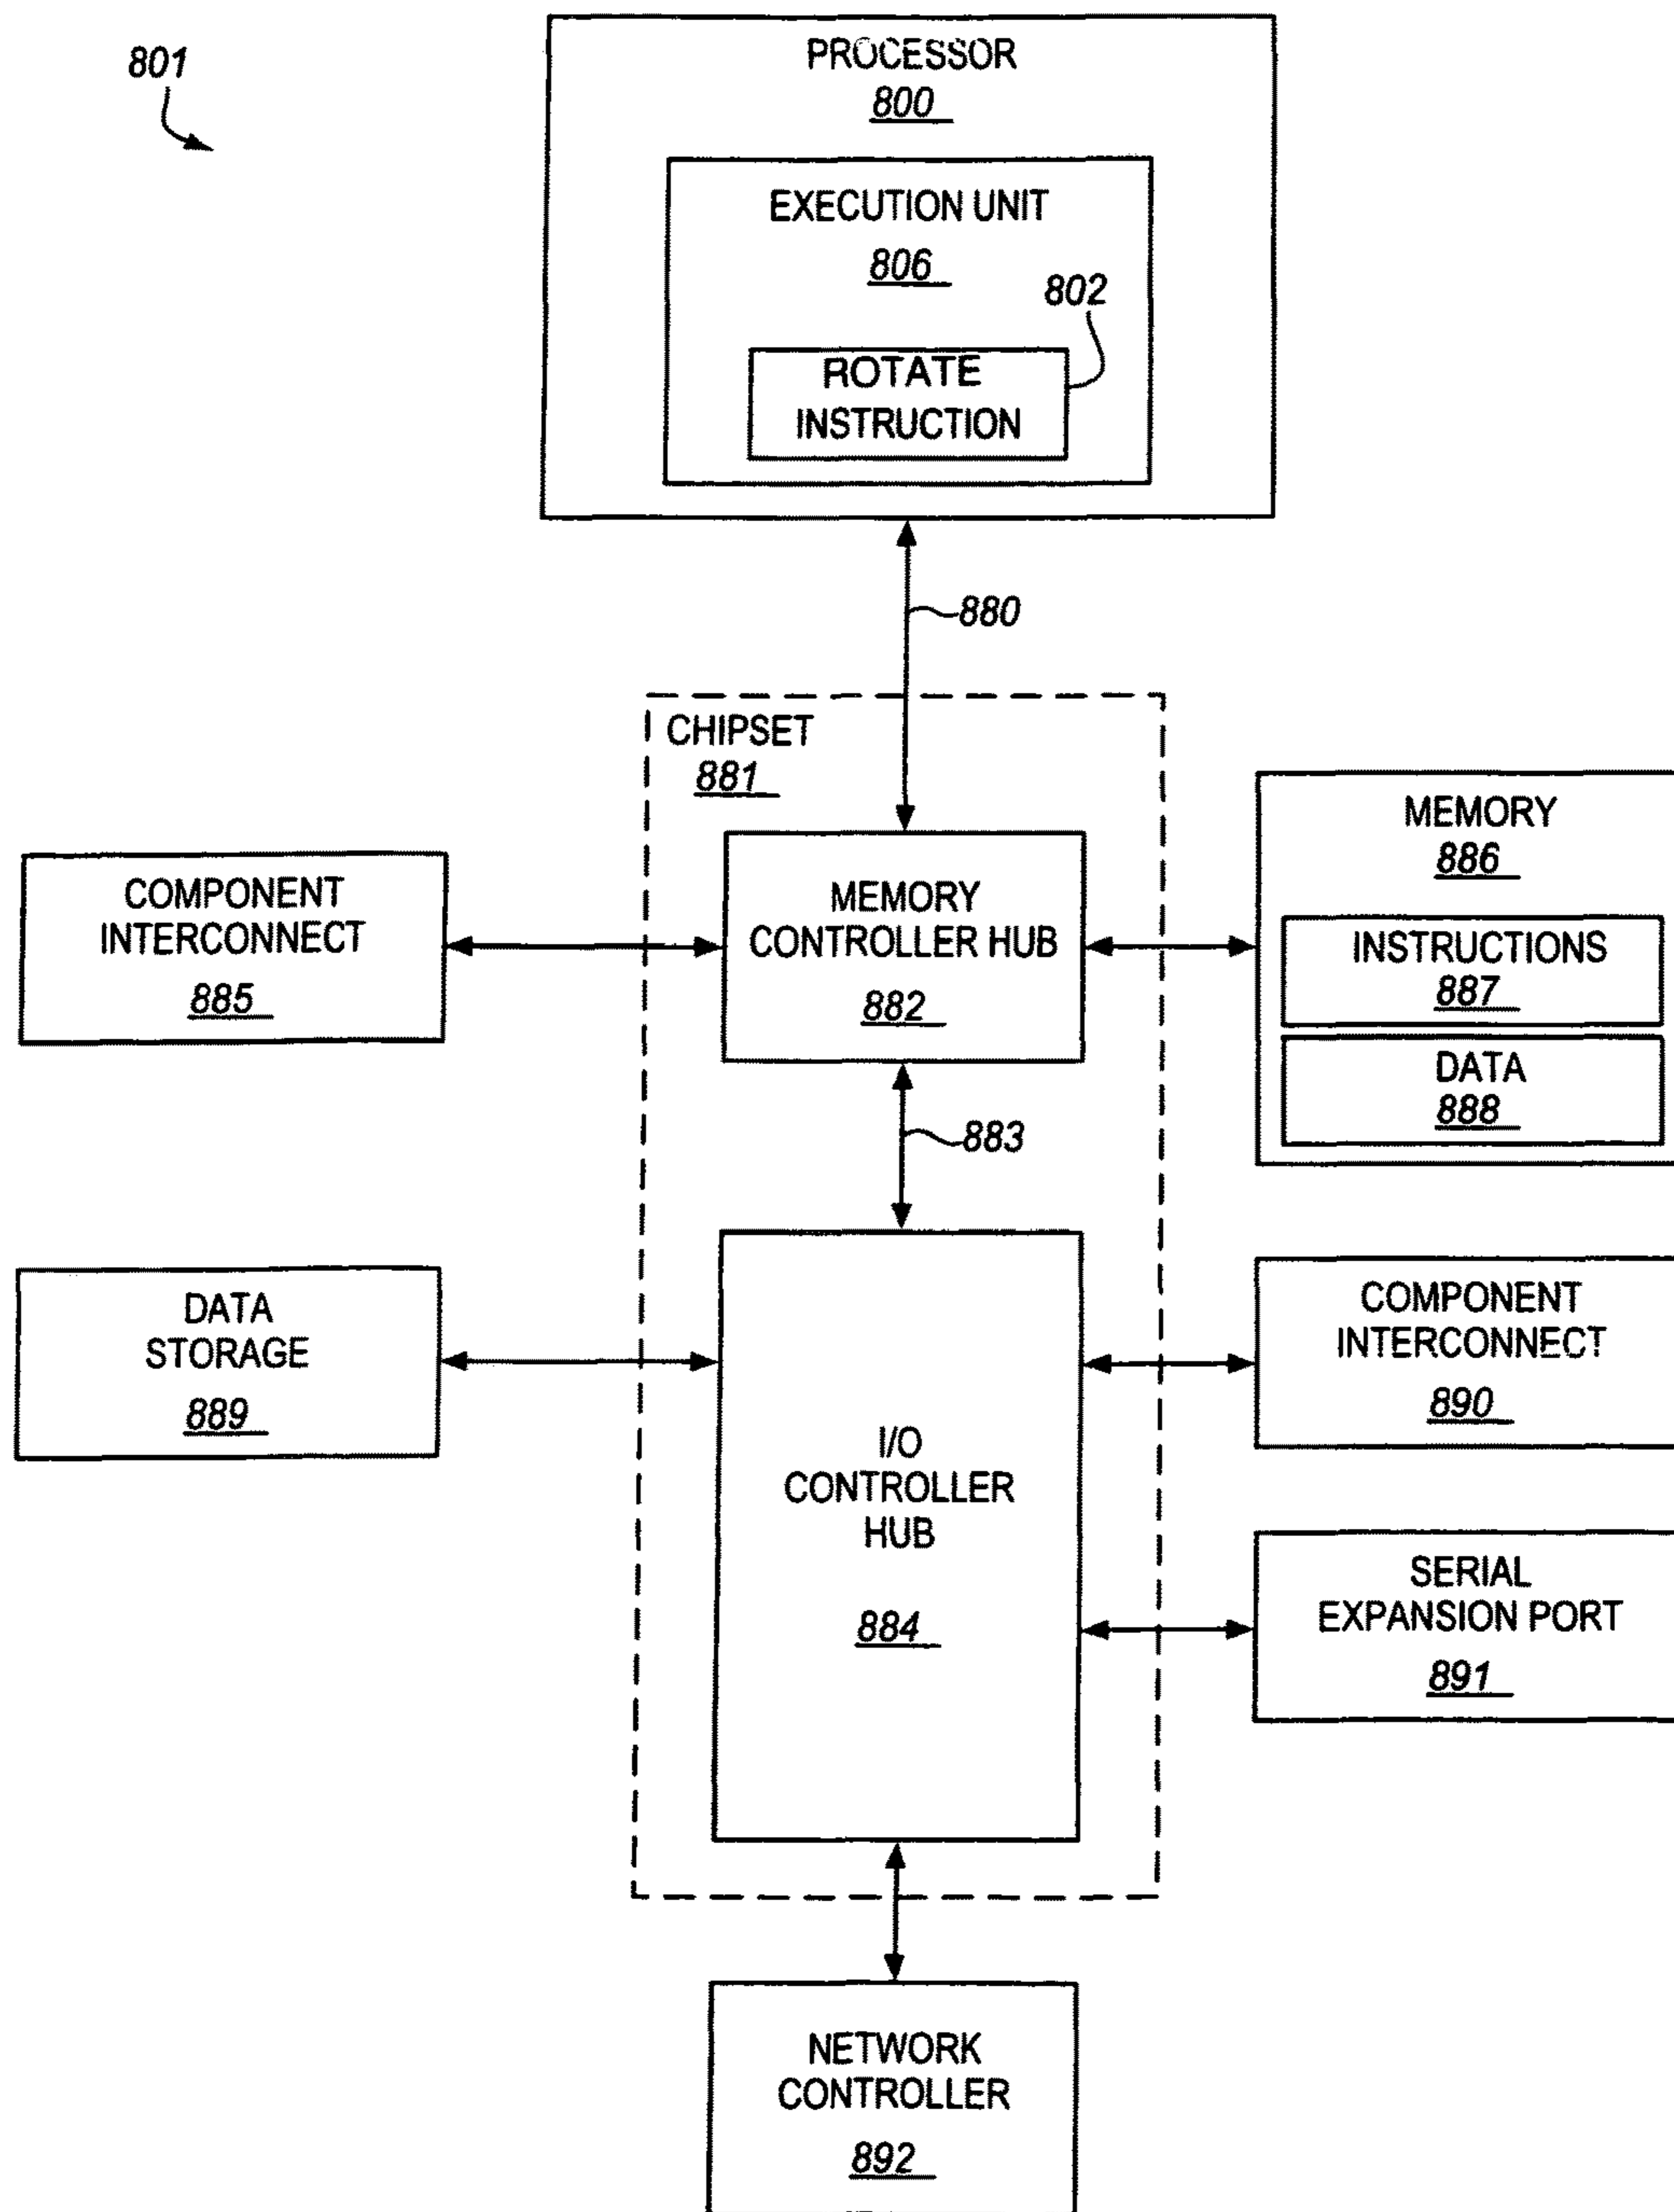 801
PROCESSOR
800
EXECUTION UNIT
806
802
ROTATE
INSTRUCTION
880
CHIPSET
881
MEMORY
CONTROLLER HUB
882
COMPONENT
INTERCONNECT
885
MEMORY
886
INSTRUCTIONS
887
DATA
888
883
DATA
STORAGE
889
I/O
CONTROLLER
HUB
884
COMPONENT
INTERCONNECT
890
SERIAL
EXPANSION PORT
891
NETWORK
CONTROLLER
892